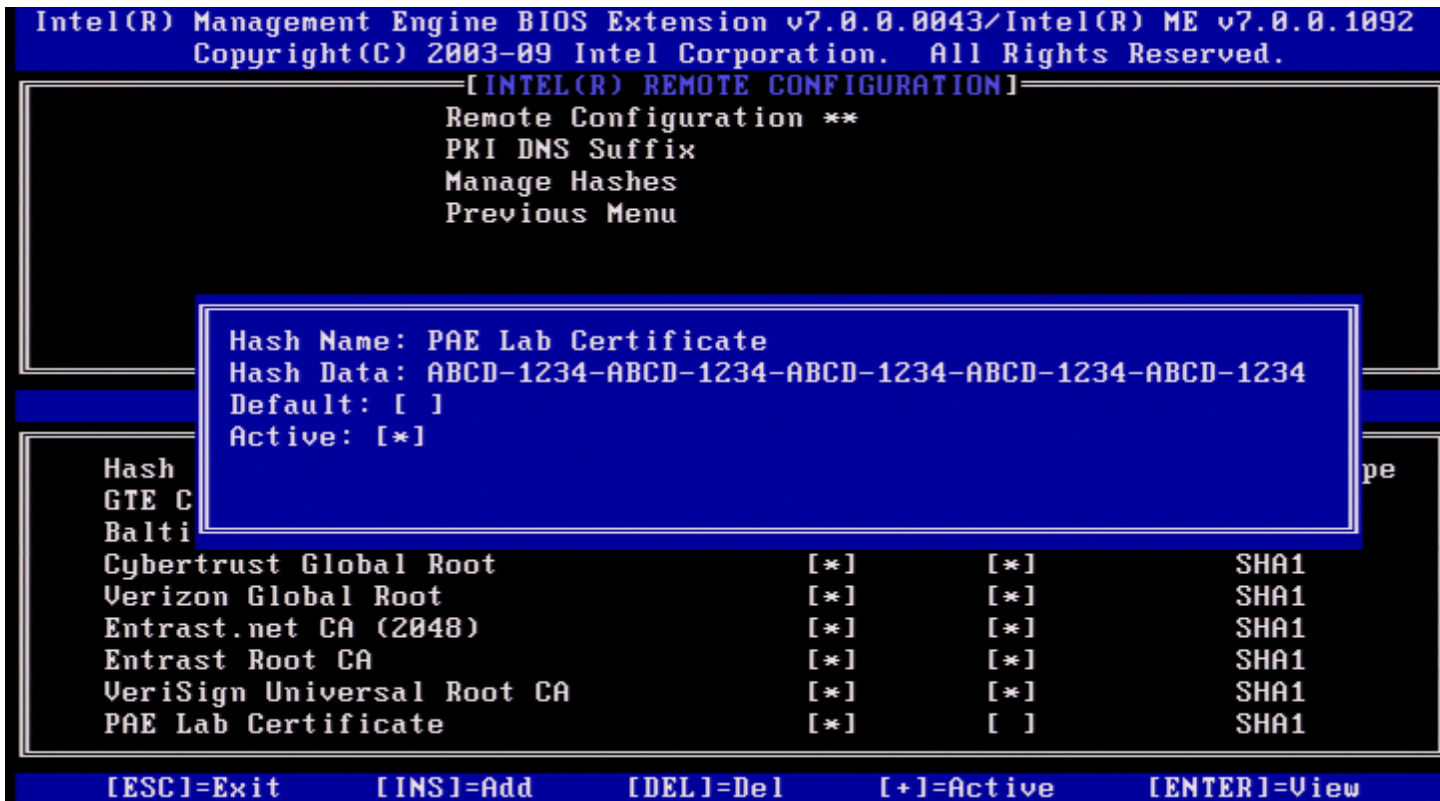 Intel(R) Management Engine BIOS Extension v7.0.0.0043/Intel(R) ME v7.0.0.1092
Copyright(C) 2003-09 Intel Corporation. All Rights Reserved.
[INTEL(R) REMOTE CONFIGURATION]
Remote Configuration **
PKI DNS Suffix
Manage Hashes
Previous Menu
Hash Name: PAE Lab Certificate
Hash Data: ABCD-1234-ABCD-1234-ABCD-1234-ABCD-1234-ABCD-1234
Default: [ ]
Active: [*]
Hash pe
GTE C
Balti
Cybertrust Global Root [*] [*] SHA1
Verizon Global Root [*] [*] SHA1
Entrast.net CA (2048) [*] [*] SHA1
Entrast Root CA [*] [*] SHA1
VeriSign Universal Root CA [*] [*] SHA1
PAE Lab Certificate [*] [ ] SHA1
[ESC]=Exit [INS]=Add [DEL]=Del [+]=Active [ENTER]=View